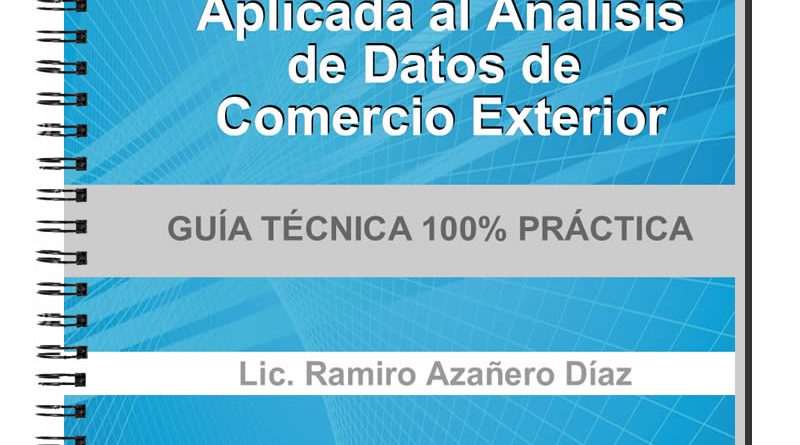 Aplicada al Análisis
de Datos de
Comercio Exterior
GUÍA TÉCNICA 100% PRÁCTICA
Lic. Ramiro Azañero Díaz